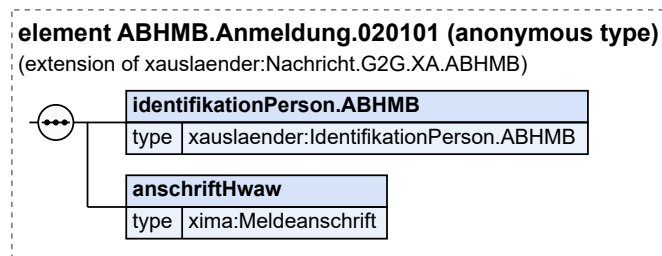 element ABHMB.Anmeldung.020101 (anonymous type)
(extension of xauslaender:Nachricht.G2G.XA.ABHMB)
identifikationPerson.ABHMB
type xauslaender:IdentifikationPerson.ABHMB
anschriftHwaw
type xima:Meldeanschrift